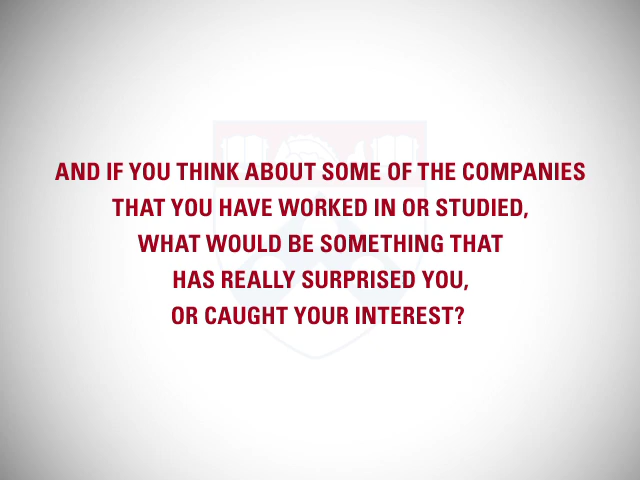 AND IF YOU THINK ABOUT SOME OF THE COMPANIES
THAT YOU HAVE WORKED IN OR STUDIED,
WHAT WOULD BE SOMETHING THAT
HAS REALLY SURPRISED YOU,
OR CAUGHT YOUR INTEREST?